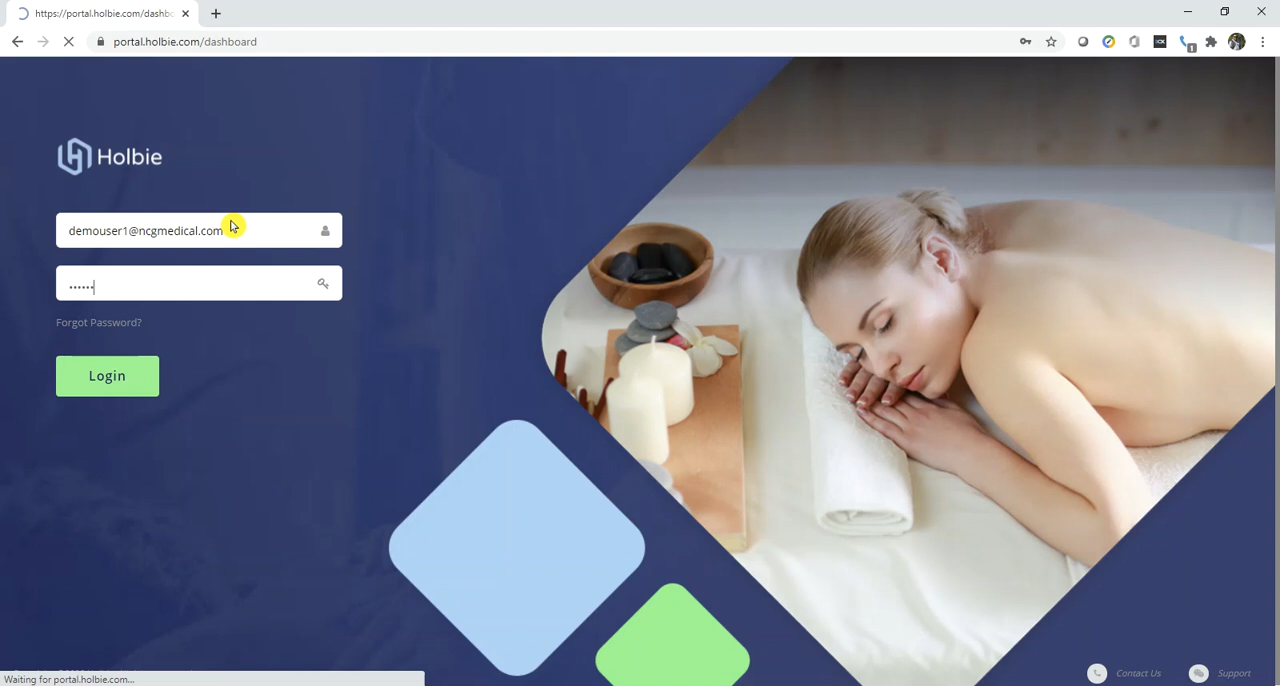 https://portal.holbie.com/dashbo
portal.holbie.com/dashboard
1
Holbie
demouser1@ncgmedical.com
••••••
Forgot Password?
Login
Contact Us
Support
Waiting for portal.holbie.com...